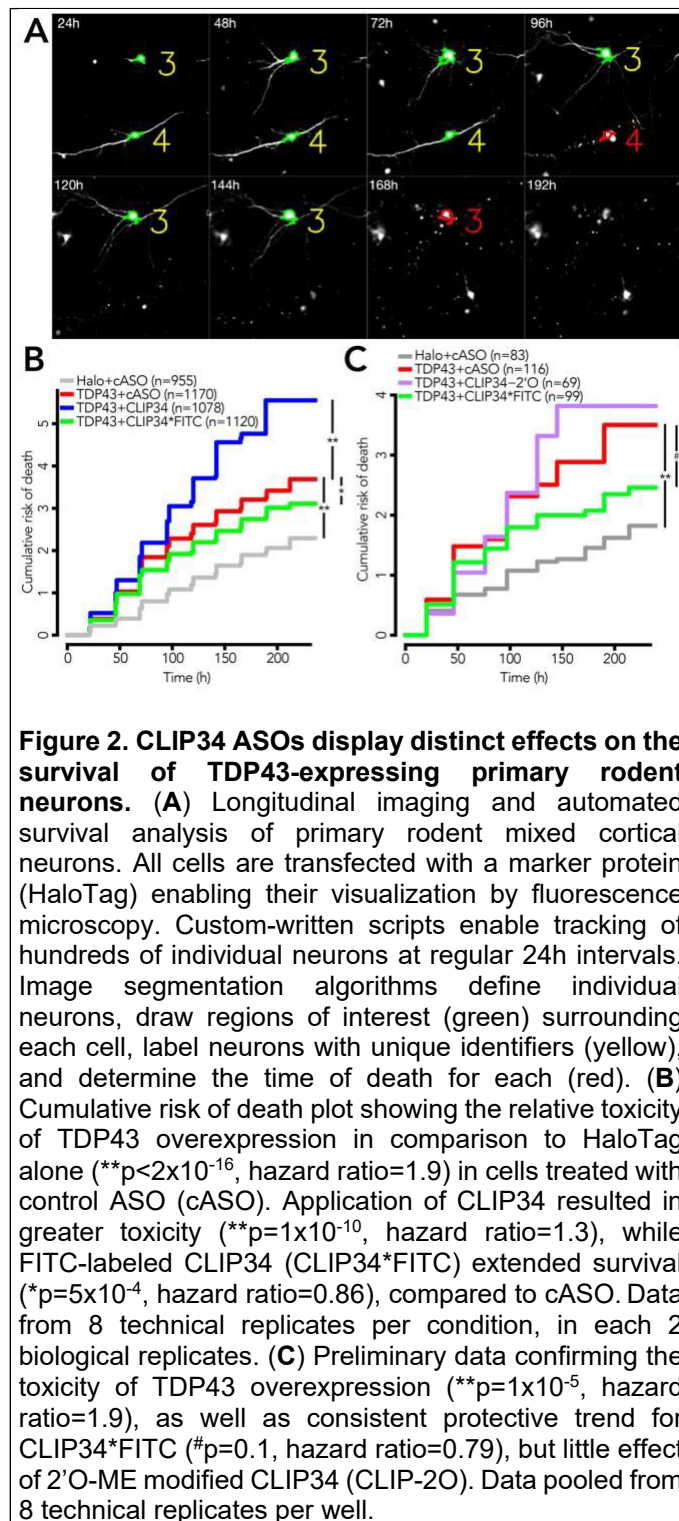 A
24h
48h
72h
96h
3
3
3
3
4
4
4
4
120h
144h
168h
192h
3
3
3
B
Halo+cASO (n=955)
TDP43+cASO (n=1170)
TDP43+CLIP34 (n=1078)
TDP43+CLIP34*FITC (n=1120)
Cumulative risk of death
5
4
3
2
1
0
**
*
**
0 50 100 150 200
Time (h)
C
Halo+cASO (n=83)
TDP43+cASO (n=116)
TDP43+CLIP34–2'O (n=69)
TDP43+CLIP34*FITC (n=99)
Cumulative risk of death
4
3
2
1
0
#
**
0 50 100 150 200
Time (h)
Figure 2. CLIP34 ASOs display distinct effects on the
survival of TDP43-expressing primary rodent
neurons. (A) Longitudinal imaging and automated
survival analysis of primary rodent mixed cortical
neurons. All cells are transfected with a marker protein
(HaloTag) enabling their visualization by fluorescence
microscopy. Custom-written scripts enable tracking of
hundreds of individual neurons at regular 24h intervals.
Image segmentation algorithms define individual
neurons, draw regions of interest (green) surrounding
each cell, label neurons with unique identifiers (yellow),
and determine the time of death for each (red). (B)
Cumulative risk of death plot showing the relative toxicity
of TDP43 overexpression in comparison to HaloTag
alone (**p<2x10⁻¹⁶, hazard ratio=1.9) in cells treated with
control ASO (cASO). Application of CLIP34 resulted in
greater toxicity (**p=1x10⁻¹⁰, hazard ratio=1.3), while
FITC-labeled CLIP34 (CLIP34*FITC) extended survival
(*p=5x10⁻⁴, hazard ratio=0.86), compared to cASO. Data
from 8 technical replicates per condition, in each 2
biological replicates. (C) Preliminary data confirming the
toxicity of TDP43 overexpression (**p=1x10⁻⁵, hazard
ratio=1.9), as well as consistent protective trend for
CLIP34*FITC (#p=0.1, hazard ratio=0.79), but little effect
of 2'O-ME modified CLIP34 (CLIP-2O). Data pooled from
8 technical replicates per well.